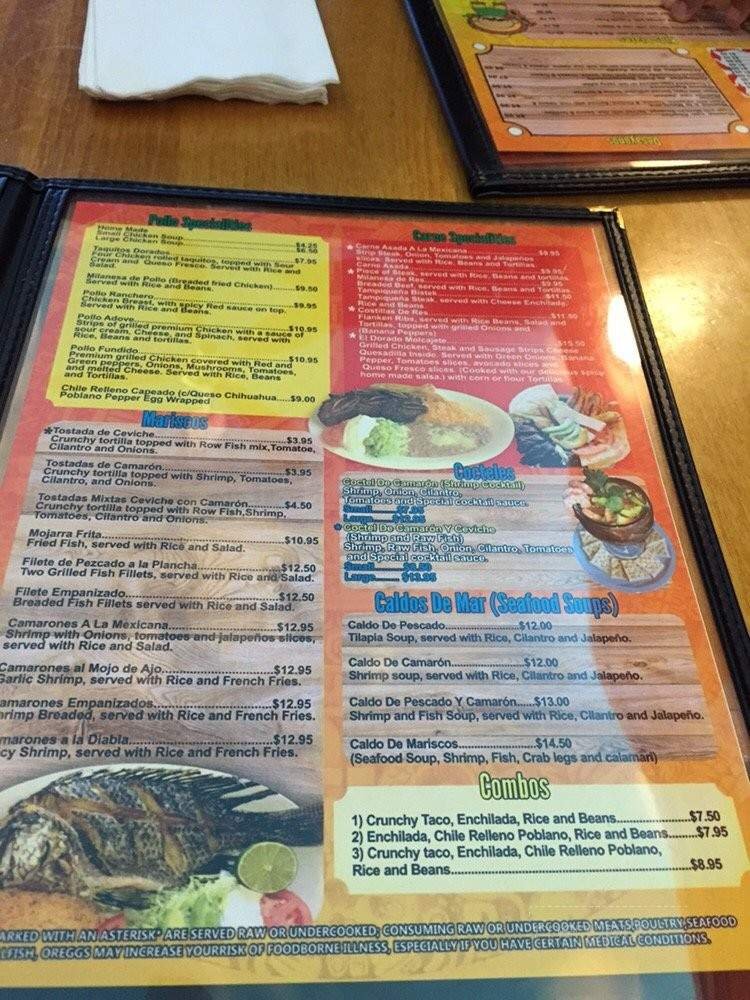 Pollo Specialities
Home Made
Small Chicken Soup.................$4.25
Large Chicken Soup.................$6.50
Taquitos Dorados..................$7.95
Four Chicken rolled taquitos, topped with Sour
Cream and Queso Fresco. Served with Rice and
Salad.
Milanesa de Pollo (Breaded fried Chicken)......$9.50
Served with Rice and Beans.
Pollo Ranchero..................$9.95
Chicken Breast, with spicy Red sauce on top.
Served with Rice and Beans.
Pollo Adove..................$10.95
Strips of grilled premium Chicken with a sauce of
sour cream, Cheese, and Spinach, served with
Rice, Beans and tortillas.
Pollo Fundido..................$10.95
Premium grilled Chicken covered with Red and
Green peppers, Onions, Mushrooms, Tomatoes,
and melted Cheese. Served with Rice, Beans
and Tortillas.
Chile Relleno Capeado (c/Queso Chihuahua.....$9.00
Poblano Pepper Egg Wrapped
Mariscos
*Tostada de Ceviche..................$3.95
Crunchy tortilla topped with Row Fish mix,Tomatoe,
Cilantro and Onions.
Tostadas de Camarón..................$3.95
Crunchy tortilla topped with Shrimp, Tomatoes,
Cilantro, and Onions.
Tostadas Mixtas Ceviche con Camarón.......$4.50
Crunchy tortilla topped with Row Fish,Shrimp,
Tomatoes, Cilantro and Onions.
Mojarra Frita..................$10.95
Fried Fish, served with Rice and Salad.
Filete de Pezcado a la Plancha..................$12.50
Two Grilled Fish Fillets, served with Rice and Salad.
Filete Empanizado..................$12.50
Breaded Fish Fillets served with Rice and Salad.
Camarones A La Mexicana..................$12.95
Shrimp with Onions, tomatoes and jalapeños slices,
served with Rice and Salad.
Camarones al Mojo de Ajo..................$12.95
Garlic Shrimp, served with Rice and French Fries.
amarones Empanizados..................$12.95
hrimp Breaded, served with Rice and French Fries.
marones a la Diabla..................$12.95
cy Shrimp, served with Rice and French Fries.
Carne Specialities
* Carne Asada A La Mexicana..................$9.95
Strip Steak, Onion, Tomatoes and Jalapeños
slices. Served with Rice, Beans and Tortillas.
* Carne Asada..................$9.95
Piece of Steak, served with Rice, Beans and tortillas.
* Milanesa de Res..................$9.95
Breaded Beef, served with Rice, Beans and Tortillas.
Tampiqueña Bistek..................$11.50
Tampiqueña Steak, served with Cheese Enchilada,
Rice and Bean.
* Costillas De Res..................$11.50
Flanken Ribs, served with Rice, Beans, Salad and
Tortillas, topped with grilled Onions and
(Banana Peppers)
* El Dorado Molcajete..................$15.50
Grilled Chicken, Steak and Sausage Strips Cheese
Quesadilla Inside. Served with Green Onions, Banana
Pepper, Tomatoes slices, avocado slices and
Queso Fresco slices. (Cooked with our delicious spicy
home made salsa.) with corn or flour Tortillas.
Cocteles
Coctel De Camarón (Shrimp Cocktail)
Shrimp, Onion, Cilantro,
Tomatoes and Special cocktail sauce.
Small
Large
* Coctel De Camarón Y Ceviche
(Shrimp and Raw Fish)
Shrimp, Raw Fish, Onion, Cilantro, Tomatoes
and Special cocktail sauce.
Small
Large.......$13.95
Caldos De Mar (Seafood Soups)
Caldo De Pescado..................$12.00
Tilapia Soup, served with Rice, Cilantro and Jalapeño.
Caldo De Camarón..................$12.00
Shrimp soup, served with Rice, Cilantro and Jalapeño.
Caldo De Pescado Y Camarón.....$13.00
Shrimp and Fish Soup, served with Rice, Cilantro and Jalapeño.
Caldo De Mariscos..................$14.50
(Seafood Soup, Shrimp, Fish, Crab legs and calamari)
Combos
1) Crunchy Taco, Enchilada, Rice and Beans..................$7.50
2) Enchilada, Chile Relleno Poblano, Rice and Beans........$7.95
3) Crunchy taco, Enchilada, Chile Relleno Poblano,
Rice and Beans..................$8.95
ARKED WITH AN ASTERISK* ARE SERVED RAW OR UNDERCOOKED; CONSUMING RAW OR UNDERCOOKED MEATS,POULTRY,SEAFOOD
LFISH, OREGGS MAY INCREASE YOURRISK OF FOODBORNE ILLNESS, ESPECIALLY IF YOU HAVE CERTAIN MEDICAL CONDITIONS.